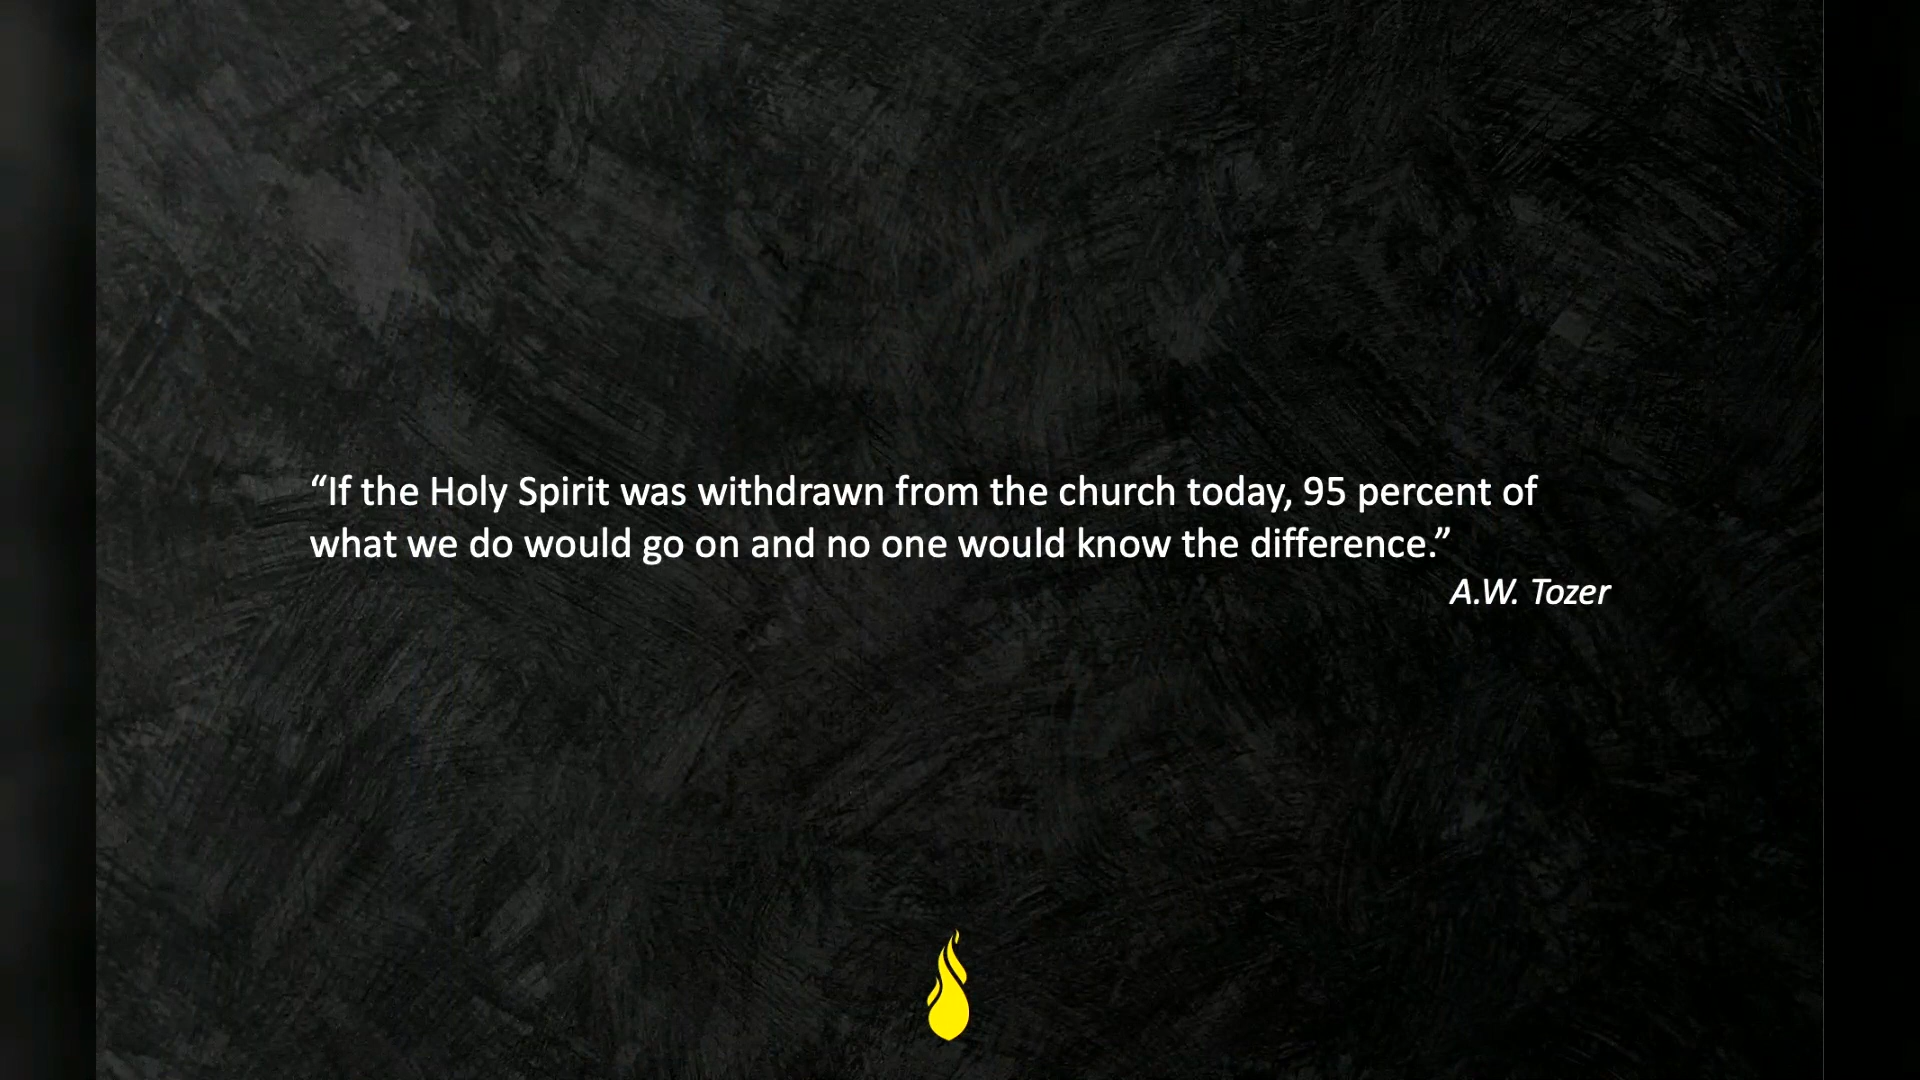 “If the Holy Spirit was withdrawn from the church today, 95 percent of
what we do would go on and no one would know the difference.”
A.W. Tozer